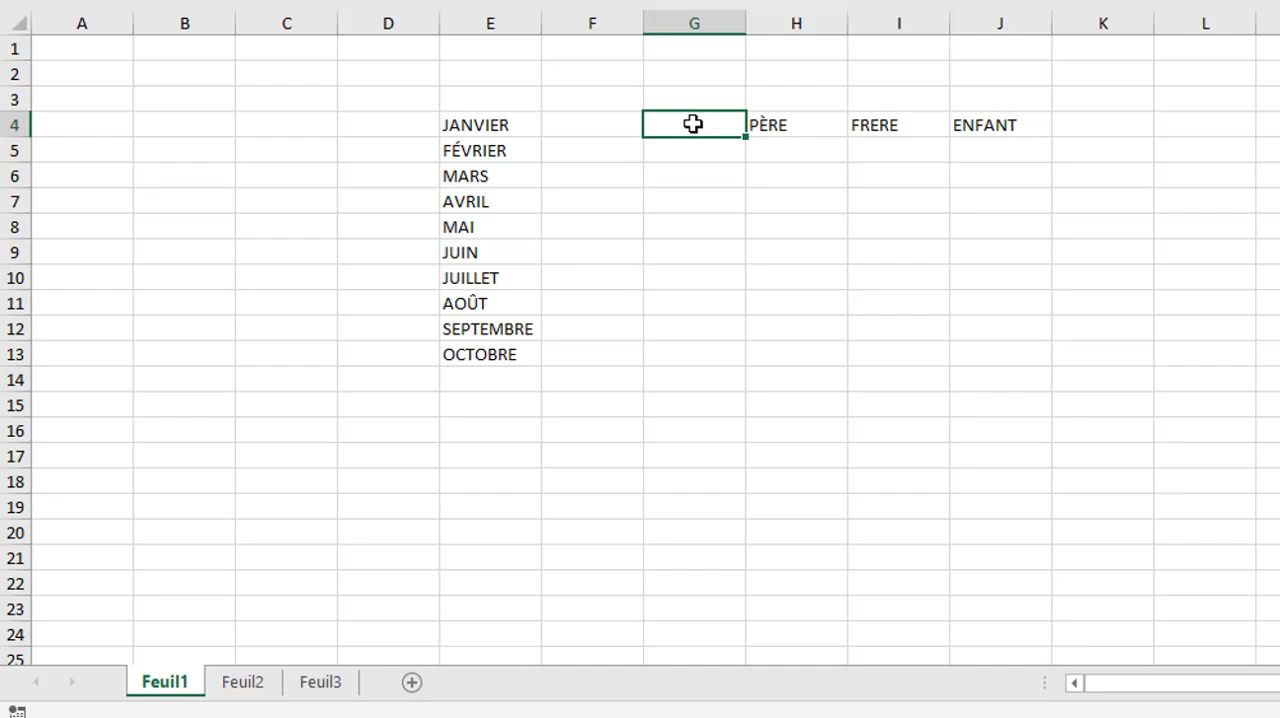 A B C D E F G H I J K L
1
2
3
4 JANVIER PÈRE FRERE ENFANT
5 FÉVRIER
6 MARS
7 AVRIL
8 MAI
9 JUIN
10 JUILLET
11 AOÛT
12 SEPTEMBRE
13 OCTOBRE
14
15
16
17
18
19
20
21
22
23
24
25
Feuil1 Feuil2 Feuil3